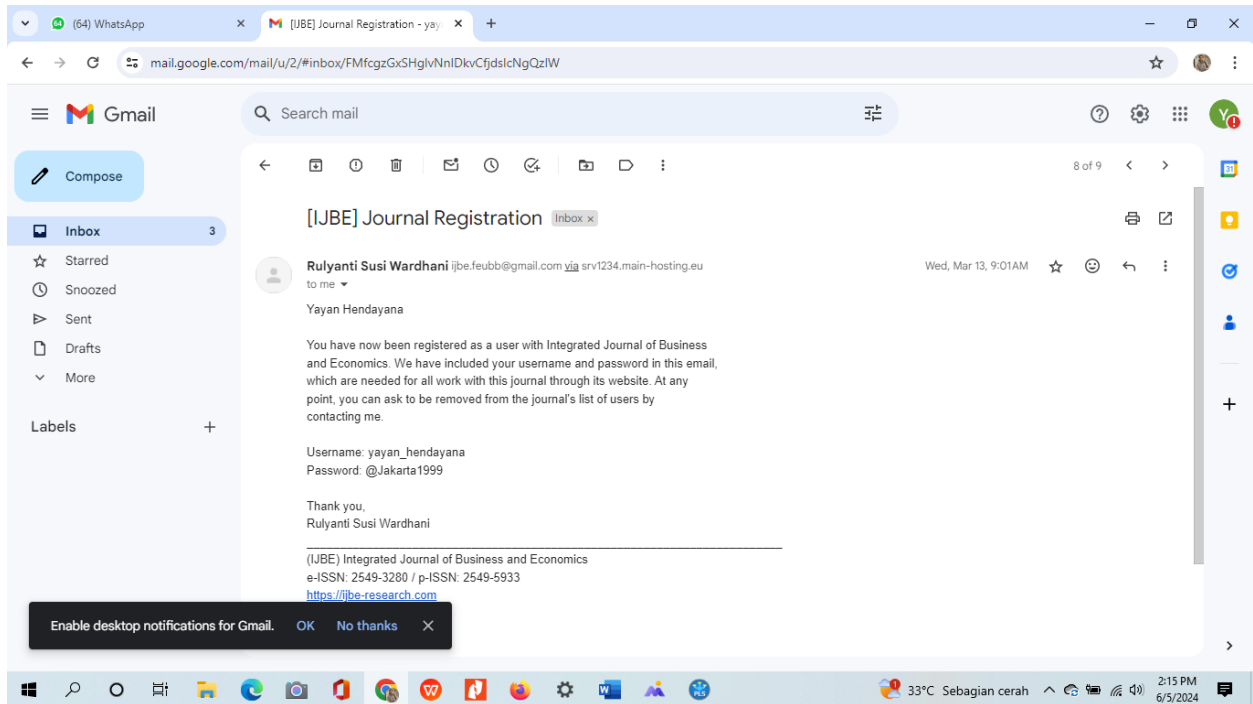 (64) WhatsApp
[IJBE] Journal Registration - yay
mail.google.com/mail/u/2/#inbox/FMfcgzGxSHglvNnIDkvCfjdslcNgQzIW
Gmail
Search mail
Compose
8 of 9
Inbox 3
Starred
Snoozed
Sent
Drafts
More
Labels
[IJBE] Journal Registration Inbox x
Rulyanti Susi Wardhani ijbe.feubb@gmail.com via srv1234.main-hosting.eu
Wed, Mar 13, 9:01 AM
to me
Yayan Hendayana
You have now been registered as a user with Integrated Journal of Business
and Economics. We have included your username and password in this email,
which are needed for all work with this journal through its website. At any
point, you can ask to be removed from the journal's list of users by
contacting me.
Username: yayan_hendayana
Password: @Jakarta1999
Thank you,
Rulyanti Susi Wardhani
(IJBE) Integrated Journal of Business and Economics
e-ISSN: 2549-3280 / p-ISSN: 2549-5933
https://ijbe-research.com
Enable desktop notifications for Gmail. OK No thanks
33°C Sebagian cerah
2:15 PM
6/5/2024